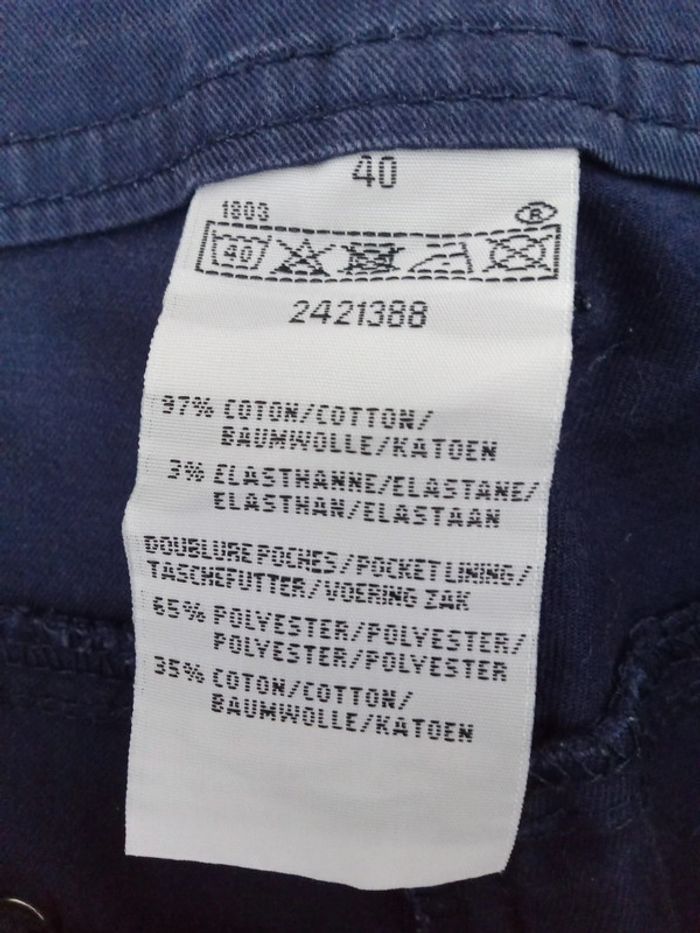 40
1803
®
40
2421388
97% COTON/COTTON/
BAUMWOLLE/KATOEN
3% ELASTHANNE/ELASTANE/
ELASTHAN/ELASTAAN
DOUBLURE POCHES/POCKET LINING/
TASCHEFUTTER/VOERING ZAK
65% POLYESTER/POLYESTER/
POLYESTER/POLYESTER
35% COTON/COTTON/
BAUMWOLLE/KATOEN